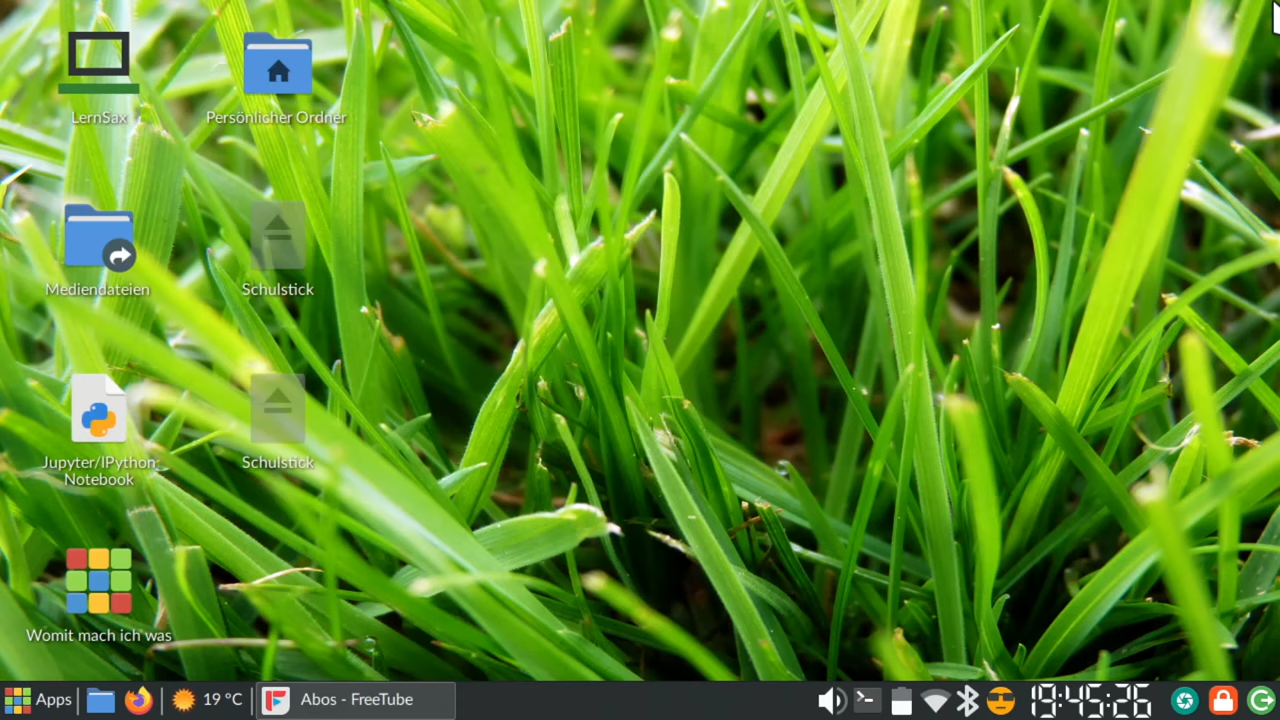 LernSax
Persönlicher Ordner
Mediendateien
Schulstick
Jupyter/IPython
Notebook
Schulstick
Womit mach ich was
Apps
19 °C
Abos - FreeTube
19:45:26